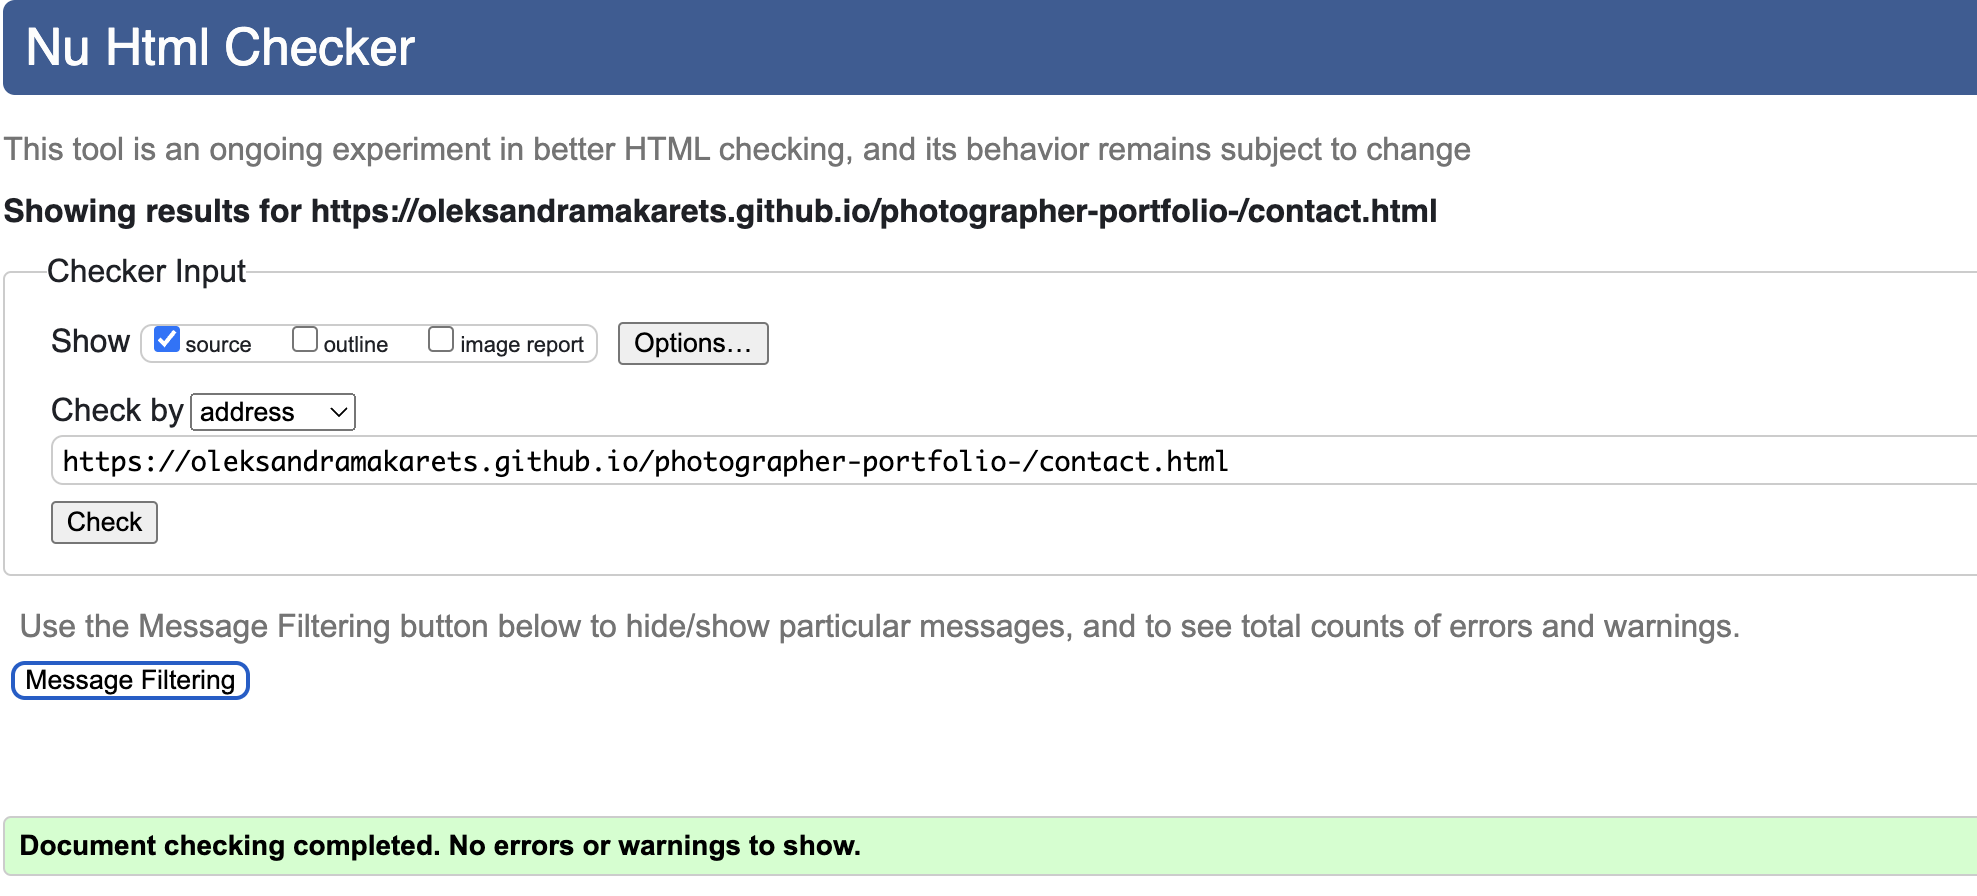 Nu Html Checker
This tool is an ongoing experiment in better HTML checking, and its behavior remains subject to change
Showing results for https://oleksandramakarets.github.io/photographer-portfolio-/contact.html
Checker Input
Show source outline image report Options…
Check by address
https://oleksandramakarets.github.io/photographer-portfolio-/contact.html
Check
Use the Message Filtering button below to hide/show particular messages, and to see total counts of errors and warnings.
Message Filtering
Document checking completed. No errors or warnings to show.